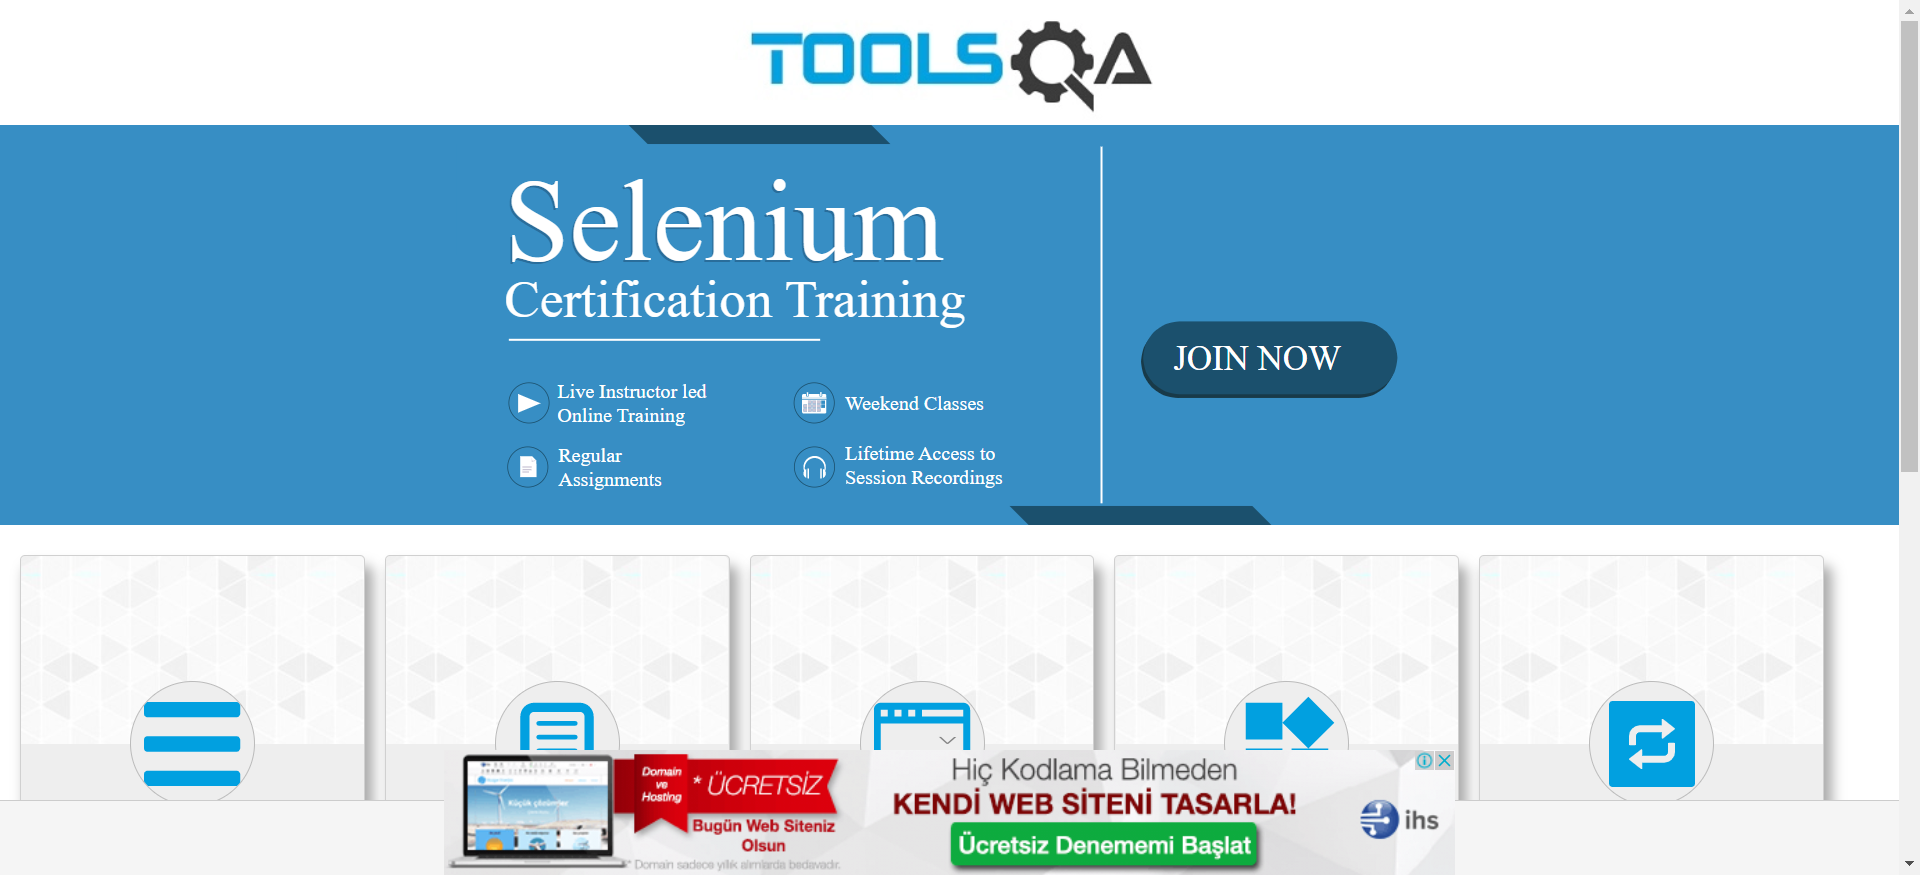 TOOLSQA
Selenium
Certification Training
Live Instructor led
Online Training
Weekend Classes
Regular
Assignments
Lifetime Access to
Session Recordings
JOIN NOW
Küçük çözümler
Domain
ve
Hosting
* ÜCRETSİZ
Bugün Web Siteniz
Olsun
* Domain sadece yıllık alımlarda bedavadır.
Hiç Kodlama Bilmeden
KENDİ WEB SİTENİ TASARLA!
Ücretsiz Denememi Başlat
ihs